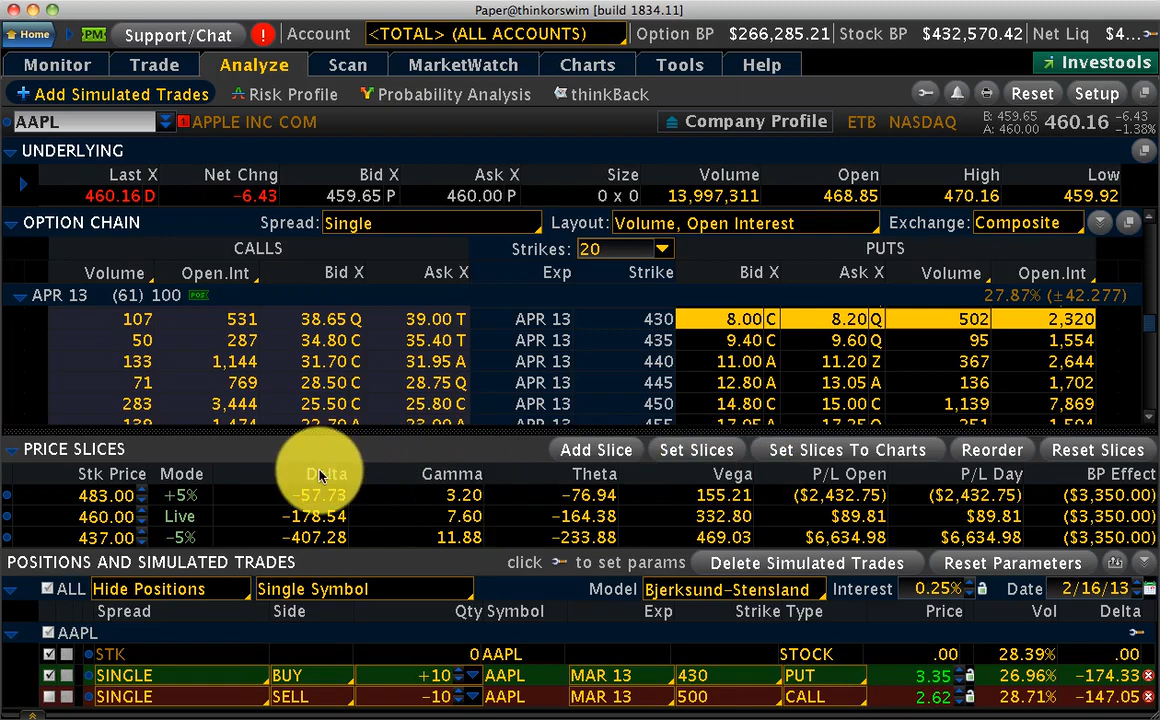 Paper@thinkorswim [build 1834.11]
Home PM Support/Chat ! Account <TOTAL> (ALL ACCOUNTS) Option BP $266,285.21 Stock BP $432,570.42 Net Liq $4...
Monitor Trade Analyze Scan MarketWatch Charts Tools Help Investools
+ Add Simulated Trades Risk Profile Probability Analysis thinkBack Reset Setup
AAPL APPLE INC COM Company Profile ETB NASDAQ B: 459.65 A: 460.00 460.16 -6.43 -1.38%
UNDERLYING
Last X Net Chng Bid X Ask X Size Volume Open High Low
460.16 D -6.43 459.65 P 460.00 P 0 x 0 13,997,311 468.85 470.16 459.92
OPTION CHAIN Spread: Single Layout: Volume, Open Interest Exchange: Composite
CALLS Strikes: 20 PUTS
Volume Open.Int Bid X Ask X Exp Strike Bid X Ask X Volume Open.Int
APR 13 (61) 100 27.87% (±42.277)
107 531 38.65 Q 39.00 T APR 13 430 8.00 C 8.20 Q 502 2,320
50 287 34.80 C 35.40 T APR 13 435 9.40 C 9.60 Q 95 1,554
133 1,144 31.70 C 31.95 A APR 13 440 11.00 A 11.20 Z 367 2,644
71 769 28.50 C 28.75 Q APR 13 445 12.80 A 13.05 A 136 1,702
283 3,444 25.50 C 25.80 C APR 13 450 14.80 C 15.00 C 1,139 7,869
PRICE SLICES Add Slice Set Slices Set Slices To Charts Reorder Reset Slices
Stk Price Mode Delta Gamma Theta Vega P/L Open P/L Day BP Effect
483.00 +5% -57.73 3.20 -76.94 155.21 ($2,432.75) ($2,432.75) ($3,350.00)
460.00 Live -178.54 7.60 -164.38 332.80 $89.81 $89.81 ($3,350.00)
437.00 -5% -407.28 11.88 -233.88 469.03 $6,634.98 $6,634.98 ($3,350.00)
POSITIONS AND SIMULATED TRADES click to set params Delete Simulated Trades Reset Parameters
ALL Hide Positions Single Symbol Model Bjerksund-Stensland Interest 0.25% Date 2/16/13
Spread Side Qty Symbol Exp Strike Type Price Vol Delta
AAPL
STK 0 AAPL STOCK .00 28.39% .00
SINGLE BUY +10 AAPL MAR 13 430 PUT 3.35 26.96% -174.33
SINGLE SELL -10 AAPL MAR 13 500 CALL 2.62 28.71% -147.05